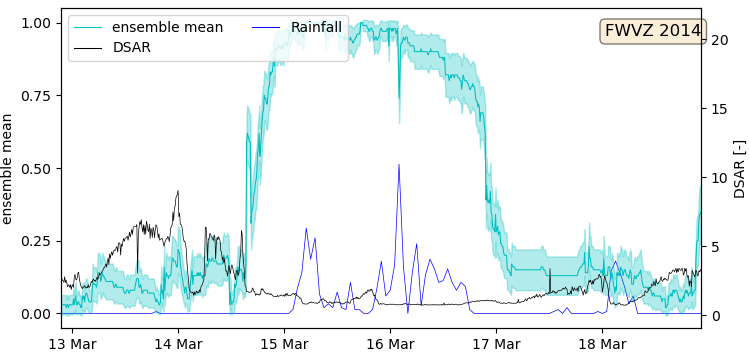 ensemble mean
DSAR
Rainfall
FWVZ 2014
1.00
0.75
0.50
0.25
0.00
ensemble mean
20
15
10
5
0
DSAR [-]
13 Mar
14 Mar
15 Mar
16 Mar
17 Mar
18 Mar